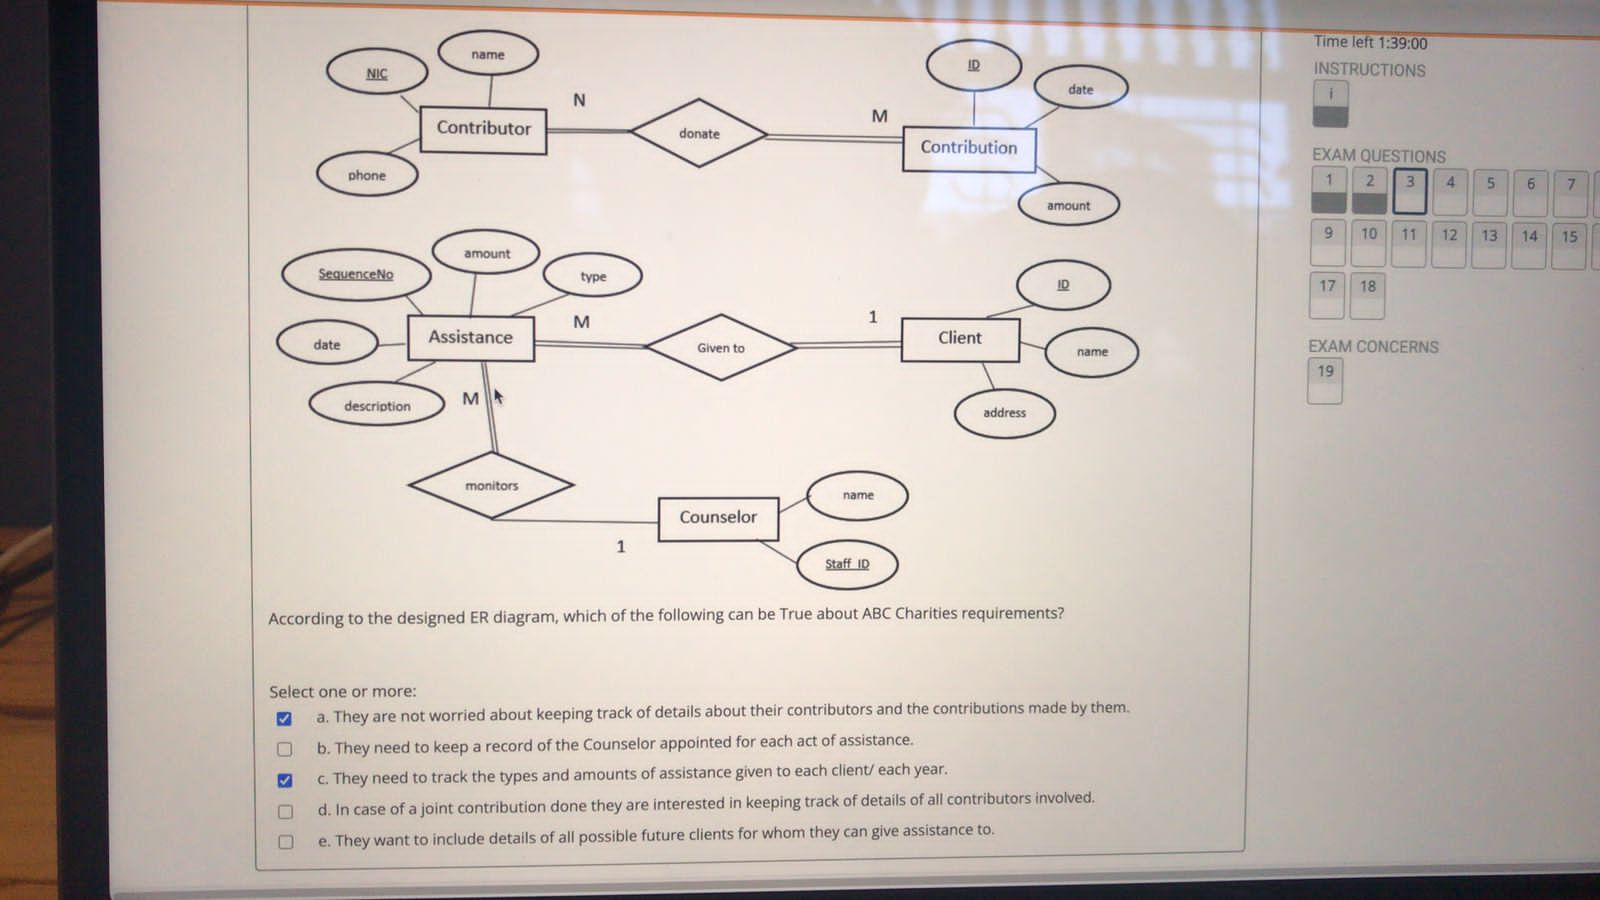 Time left 1:39:00
INSTRUCTIONS
i
EXAM QUESTIONS
1 2 3 4 5 6 7
9 10 11 12 13 14 15
17 18
EXAM CONCERNS
19
NIC
name
Contributor
phone
N
donate
M
ID
date
Contribution
amount
SequenceNo
amount
type
date
Assistance
description
M
Given to
1
ID
Client
name
address
M
monitors
1
Counselor
name
Staff_ID
According to the designed ER diagram, which of the following can be True about ABC Charities requirements?
Select one or more:
a. They are not worried about keeping track of details about their contributors and the contributions made by them.
b. They need to keep a record of the Counselor appointed for each act of assistance.
c. They need to track the types and amounts of assistance given to each client/ each year.
d. In case of a joint contribution done they are interested in keeping track of details of all contributors involved.
e. They want to include details of all possible future clients for whom they can give assistance to.